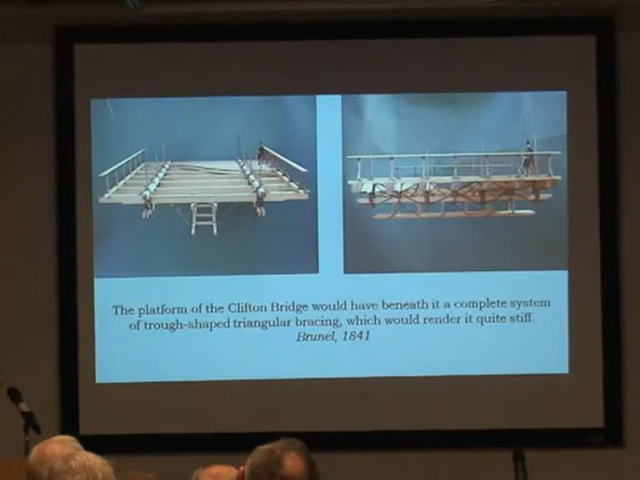 The platform of the Clifton Bridge would have beneath it a complete system
of trough-shaped triangular bracing, which would render it quite stiff.
Brunel, 1841